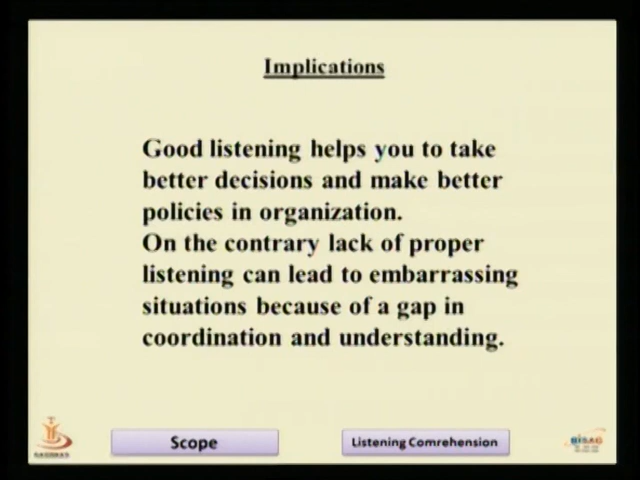 Implications
Good listening helps you to take
better decisions and make better
policies in organization.
On the contrary lack of proper
listening can lead to embarrassing
situations because of a gap in
coordination and understanding.
Scope
Listening Comrehension
BISAG